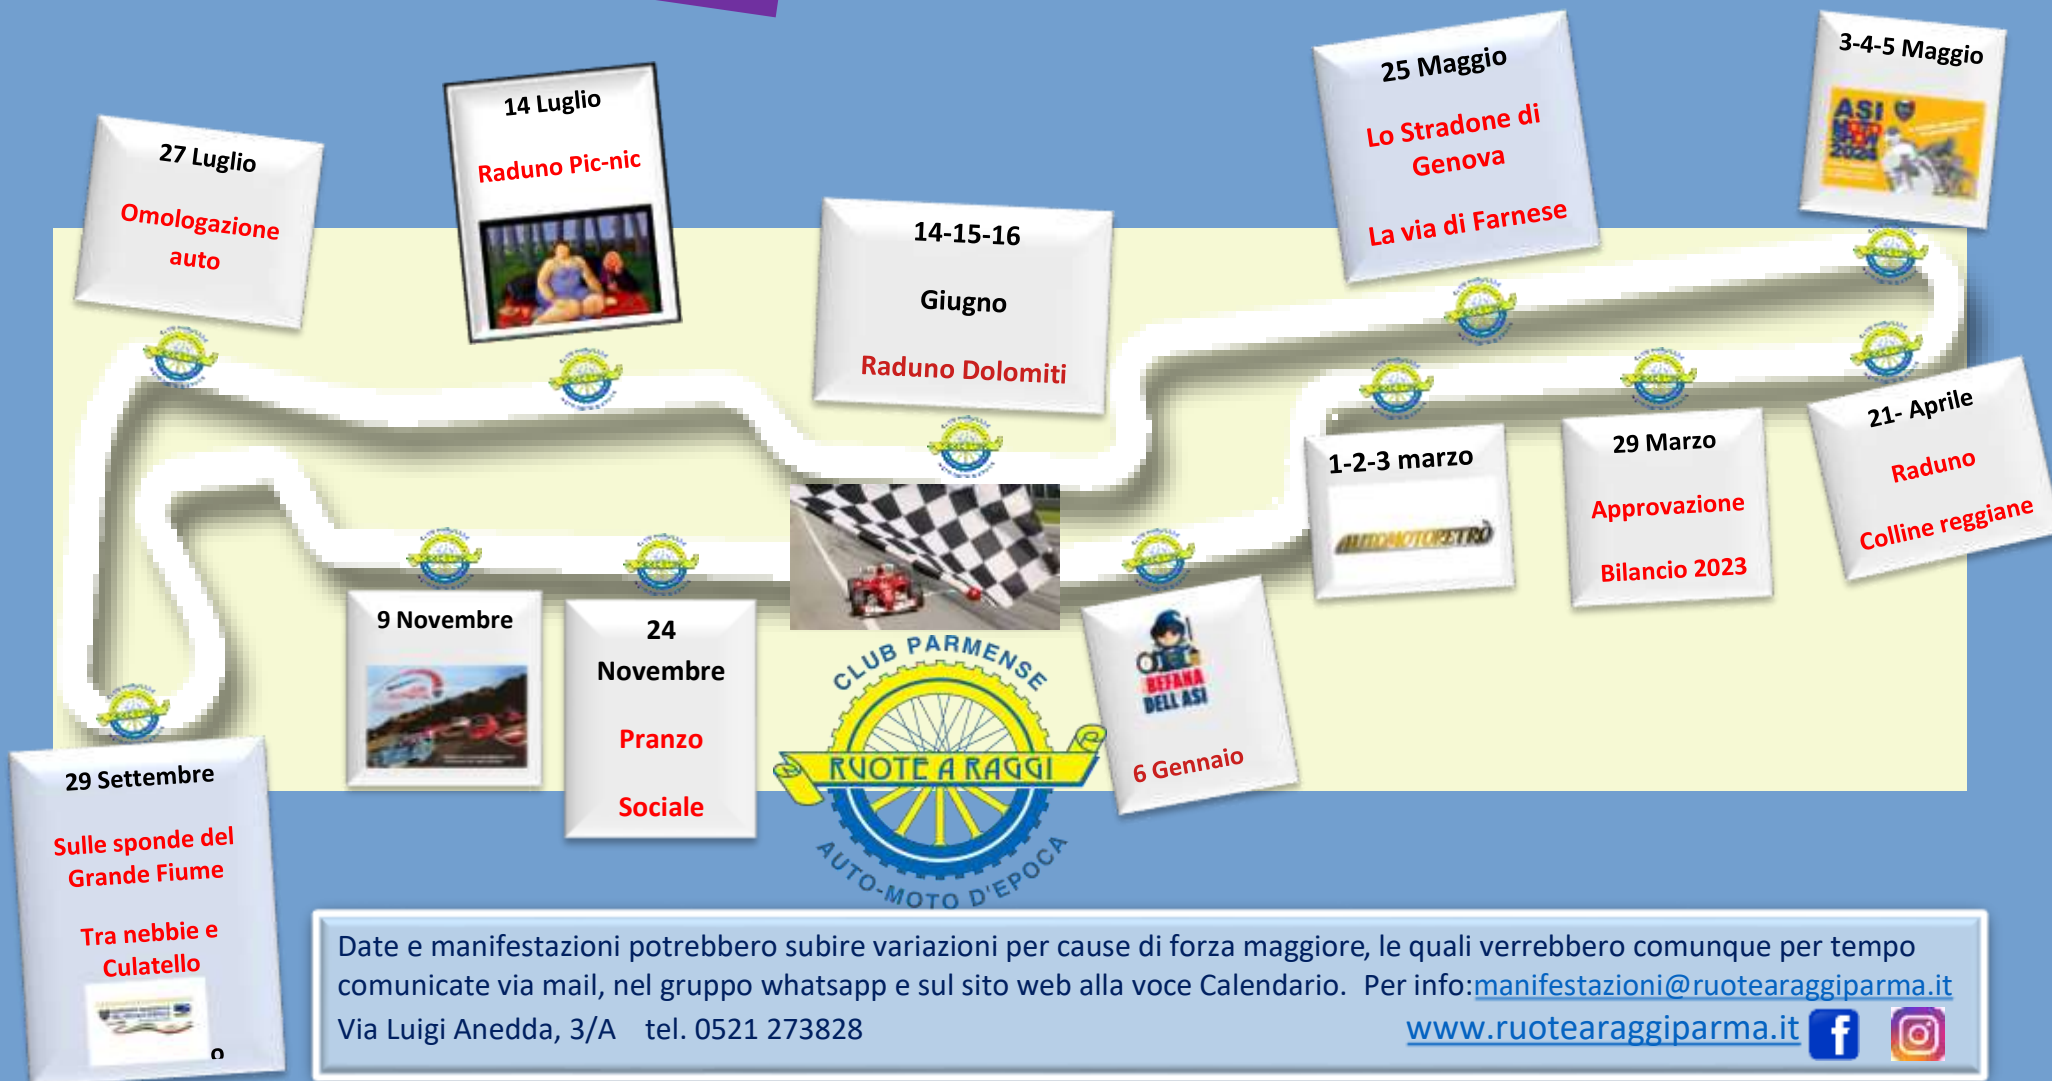 3-4-5 Maggio
ASI
MOTO
SHOW
2024
25 Maggio
Lo Stradone di
Genova
La via di Farnese
14 Luglio
Raduno Pic-nic
27 Luglio
Omologazione
auto
14-15-16
Giugno
Raduno Dolomiti
21- Aprile
Raduno
Colline reggiane
29 Marzo
Approvazione
Bilancio 2023
1-2-3 marzo
AUTOMOTORETRÒ
BEFANA
DELL ASI
6 Gennaio
9 Novembre
24
Novembre
Pranzo
Sociale
CLUB PARMENSE
RUOTE A RAGGI
AUTO-MOTO D'EPOCA
29 Settembre
Sulle sponde del
Grande Fiume
Tra nebbie e
Culatello
o
Date e manifestazioni potrebbero subire variazioni per cause di forza maggiore, le quali verrebbero comunque per tempo
comunicate via mail, nel gruppo whatsapp e sul sito web alla voce Calendario. Per info:manifestazioni@ruotearaggiparma.it
Via Luigi Anedda, 3/A tel. 0521 273828 www.ruotearaggiparma.it